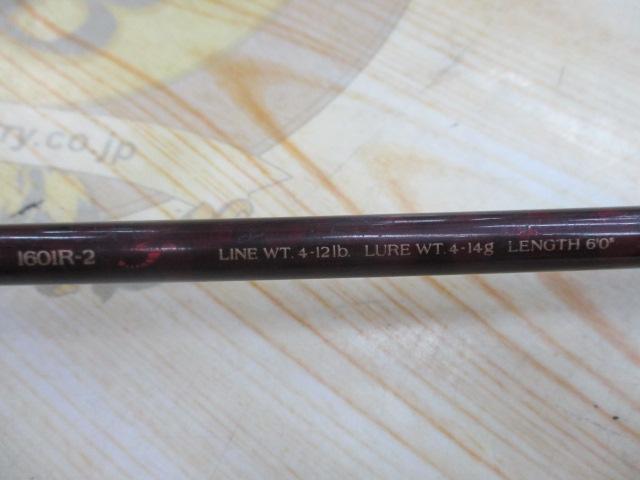 ry.co.jp
1601R-2 LINE WT. 4-12lb. LURE WT. 4-14g LENGTH 6'0"